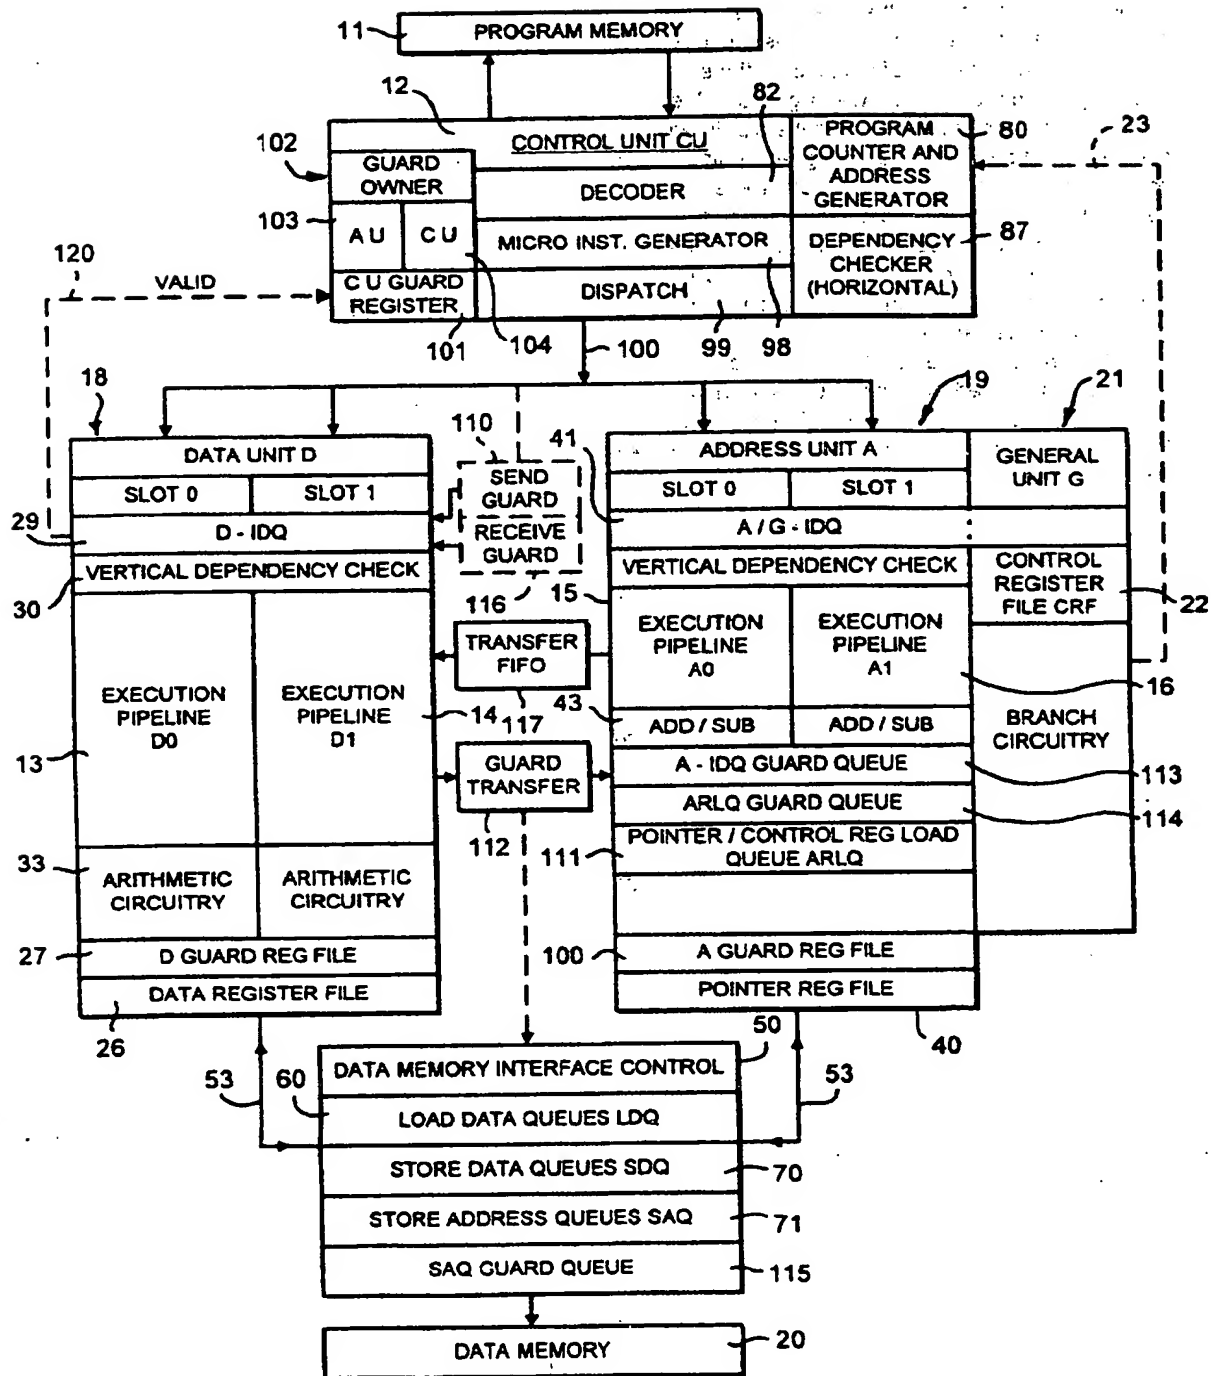 11
PROGRAM MEMORY
12
82
CONTROL UNIT CU
PROGRAM
COUNTER AND
ADDRESS
GENERATOR
80
23
102
GUARD
OWNER
DECODER
103
A U
C U
MICRO INST. GENERATOR
DEPENDENCY
CHECKER
(HORIZONTAL)
87
120
VALID
C U GUARD
REGISTER
DISPATCH
101
104
100
99
98
18
110
41
19
21
DATA UNIT D
SLOT 0
SLOT 1
SEND
GUARD
ADDRESS UNIT A
SLOT 0
SLOT 1
GENERAL
UNIT G
29
D - IDQ
RECEIVE
GUARD
A / G - IDQ
30
VERTICAL DEPENDENCY CHECK
15
116
VERTICAL DEPENDENCY CHECK
CONTROL
REGISTER
FILE CRF
22
EXECUTION
PIPELINE
D0
EXECUTION
PIPELINE
D1
TRANSFER
FIFO
EXECUTION
PIPELINE
A0
EXECUTION
PIPELINE
A1
16
13
14
117
43
ADD / SUB
ADD / SUB
BRANCH
CIRCUITRY
GUARD
TRANSFER
A - IDQ GUARD QUEUE
113
ARLQ GUARD QUEUE
114
112
111
POINTER / CONTROL REG LOAD
QUEUE ARLQ
33
ARITHMETIC
CIRCUITRY
ARITHMETIC
CIRCUITRY
27
D GUARD REG FILE
100
A GUARD REG FILE
DATA REGISTER FILE
POINTER REG FILE
26
50
40
53
60
DATA MEMORY INTERFACE CONTROL
53
LOAD DATA QUEUES LDQ
STORE DATA QUEUES SDQ
70
STORE ADDRESS QUEUES SAQ
71
SAQ GUARD QUEUE
115
DATA MEMORY
20